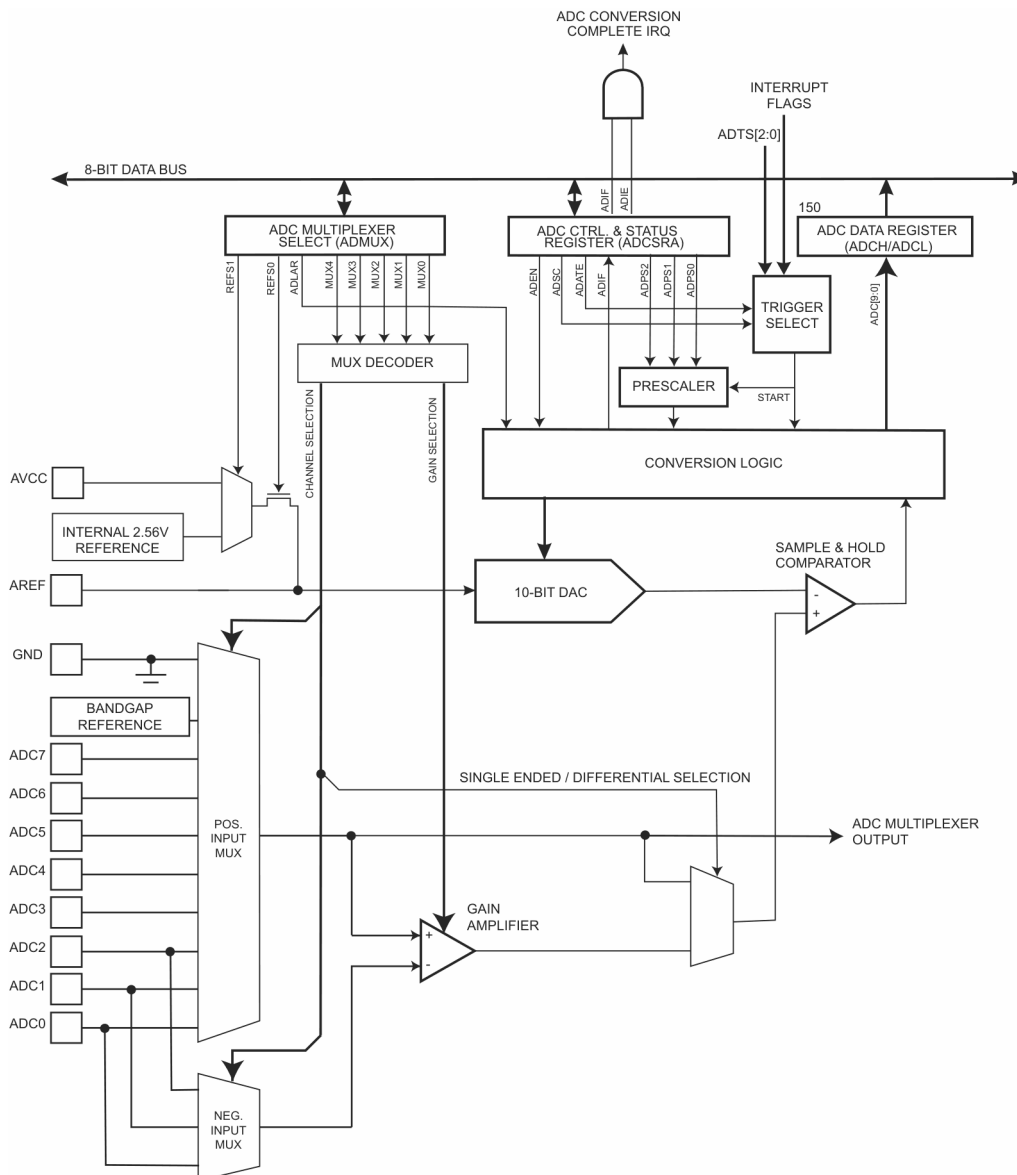 ADC CONVERSION
COMPLETE IRQ
INTERRUPT
FLAGS
ADTS[2:0]
8-BIT DATA BUS
ADIF
ADIE
150
ADC MULTIPLEXER
SELECT (ADMUX)
ADC CTRL. & STATUS
REGISTER (ADCSRA)
ADC DATA REGISTER
(ADCH/ADCL)
REFS1
REFS0
ADLAR
MUX4
MUX3
MUX2
MUX1
MUX0
ADEN
ADSC
ADATE
ADIF
ADPS2
ADPS1
ADPS0
TRIGGER
SELECT
ADC[9:0]
MUX DECODER
PRESCALER
START
CHANNEL SELECTION
GAIN SELECTION
CONVERSION LOGIC
AVCC
INTERNAL 2.56V
REFERENCE
SAMPLE & HOLD
COMPARATOR
AREF
10-BIT DAC
-
+
GND
BANDGAP
REFERENCE
ADC7
SINGLE ENDED / DIFFERENTIAL SELECTION
ADC6
ADC5
POS.
INPUT
MUX
ADC MULTIPLEXER
OUTPUT
ADC4
ADC3
GAIN
AMPLIFIER
+
-
ADC2
ADC1
ADC0
NEG.
INPUT
MUX